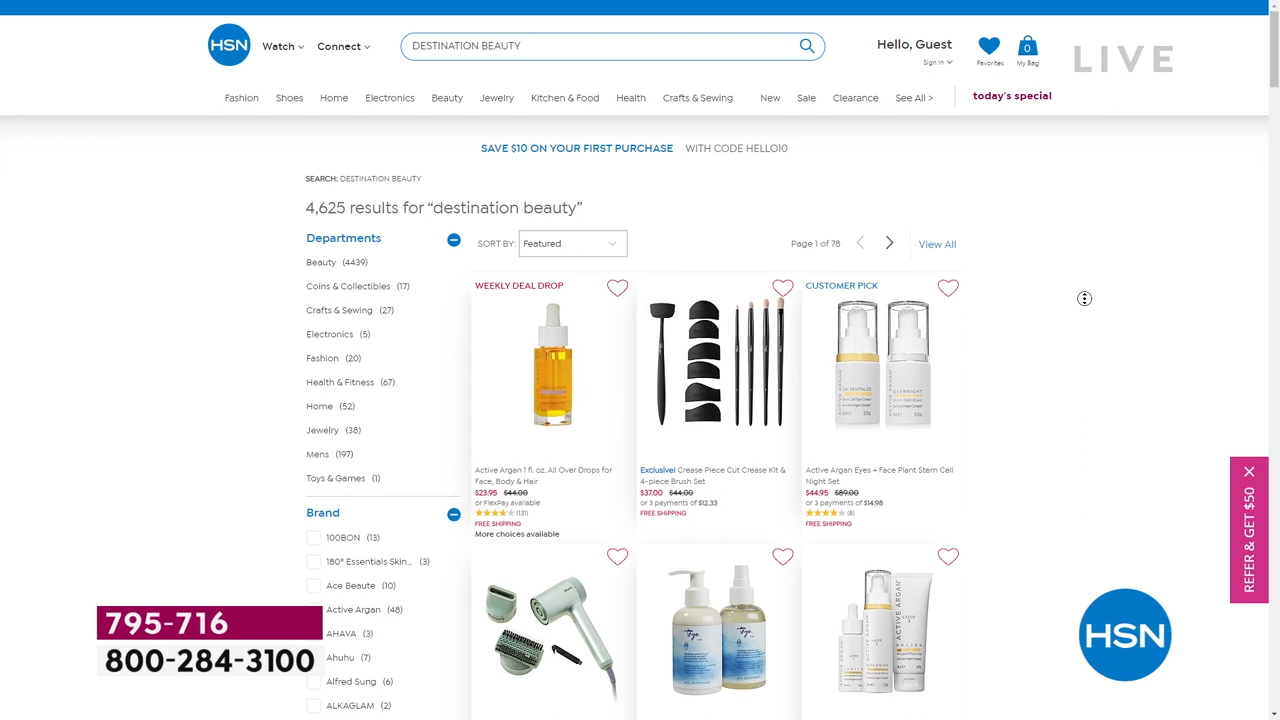 HSN
Watch
Connect
DESTINATION BEAUTY
Hello, Guest
Sign In
Favorites
0
My Bag
LIVE
Fashion
Shoes
Home
Electronics
Beauty
Jewelry
Kitchen & Food
Health
Crafts & Sewing
New
Sale
Clearance
See All >
today's special
SAVE $10 ON YOUR FIRST PURCHASE WITH CODE HELLO10
SEARCH: DESTINATION BEAUTY
4,625 results for “destination beauty”
Departments
Beauty (4439)
Coins & Collectibles (17)
Crafts & Sewing (27)
Electronics (5)
Fashion (20)
Health & Fitness (67)
Home (52)
Jewelry (38)
Mens (197)
Toys & Games (1)
Brand
100BON (13)
180° Essentials Skin... (3)
Ace Beaute (10)
Active Argan (48)
AHAVA (3)
Ahuhu (7)
Alfred Sung (6)
ALKAGLAM (2)
SORT BY: Featured
Page 1 of 78
View All
WEEKLY DEAL DROP
Active Argan 1 fl. oz. All Over Drops for
Face, Body & Hair
$23.95 $44.00
or FlexPay available
(131)
FREE SHIPPING
More choices available
Exclusive! Crease Piece Cut Crease Kit &
4-piece Brush Set
$37.00 $44.00
or 3 payments of $12.33
FREE SHIPPING
CUSTOMER PICK
Active Argan Eyes + Face Plant Stem Cell
Night Set
$44.95 $89.00
or 3 payments of $14.98
(8)
FREE SHIPPING
REFER & GET $50
795-716
800-284-3100
HSN